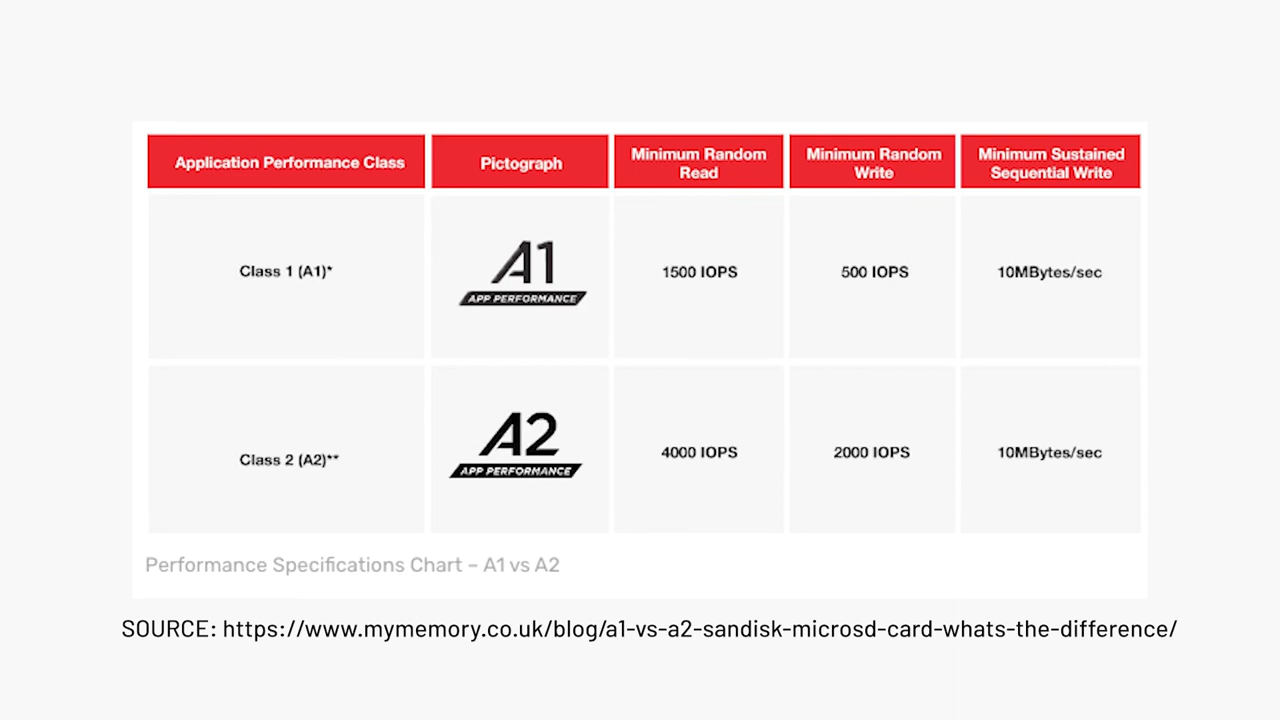 Application Performance Class
Pictograph
Minimum Random
Read
Minimum Random
Write
Minimum Sustained
Sequential Write
Class 1 (A1)*
A1
APP PERFORMANCE
1500 IOPS
500 IOPS
10MBytes/sec
Class 2 (A2)**
A2
APP PERFORMANCE
4000 IOPS
2000 IOPS
10MBytes/sec
Performance Specifications Chart – A1 vs A2
SOURCE: https://www.mymemory.co.uk/blog/a1-vs-a2-sandisk-microsd-card-whats-the-difference/